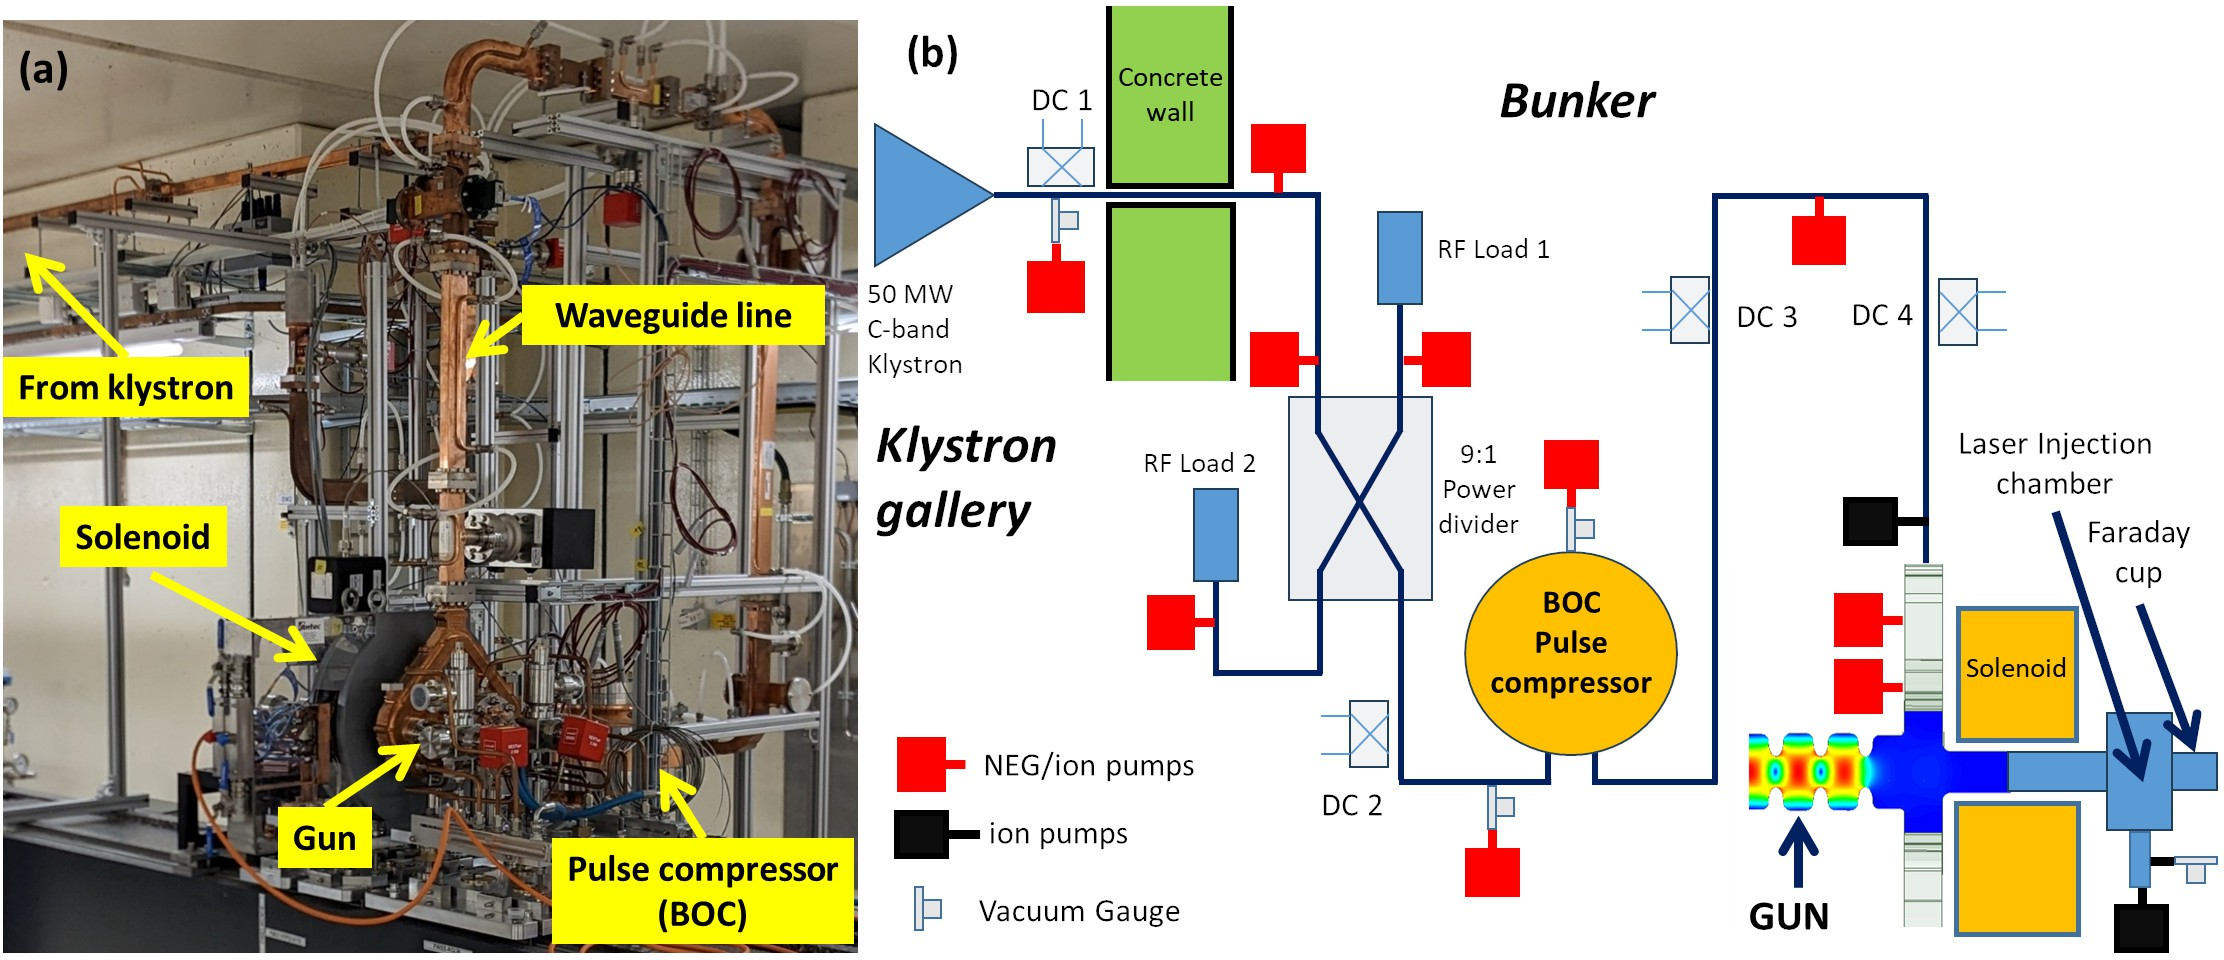 (a)
Waveguide line
From klystron
Solenoid
Gun
Pulse compressor
(BOC)
(b)
Concrete
wall
Bunker
DC 1
50 MW
C-band
Klystron
RF Load 1
DC 3
DC 4
Klystron
gallery
RF Load 2
9:1
Power
divider
Laser Injection
chamber
Faraday
cup
BOC
Pulse
compressor
Solenoid
DC 2
NEG/ion pumps
ion pumps
Vacuum Gauge
GUN